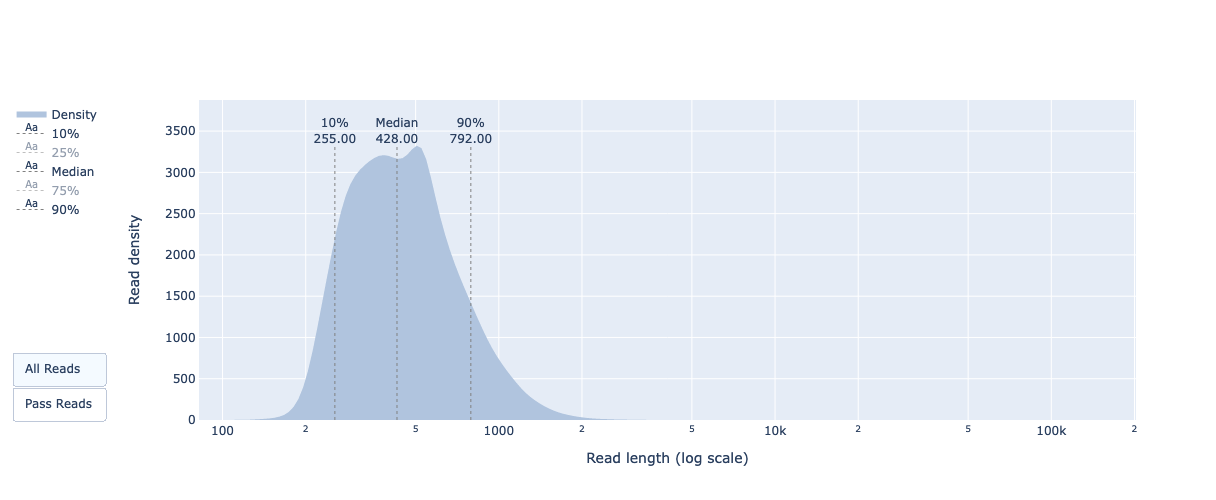 Density
Aa
10%
Aa
25%
Aa
Median
Aa
75%
Aa
90%
All Reads
Pass Reads
10%
255.00
Median
428.00
90%
792.00
Read density
3500
3000
2500
2000
1500
1000
500
0
100
2
5
1000
2
5
10k
2
5
100k
2
Read length (log scale)